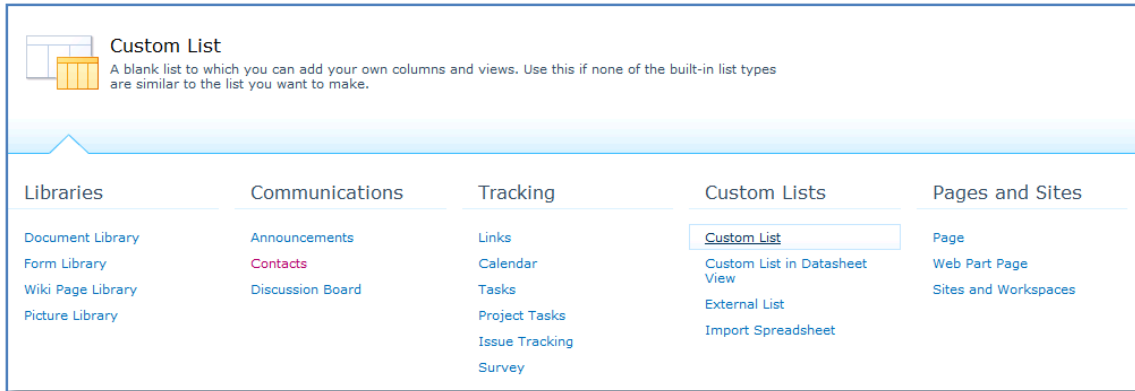 Custom List
A blank list to which you can add your own columns and views. Use this if none of the built-in list types
are similar to the list you want to make.
Libraries
Document Library
Form Library
Wiki Page Library
Picture Library
Communications
Announcements
Contacts
Discussion Board
Tracking
Links
Calendar
Tasks
Project Tasks
Issue Tracking
Survey
Custom Lists
Custom List
Custom List in Datasheet
View
External List
Import Spreadsheet
Pages and Sites
Page
Web Part Page
Sites and Workspaces